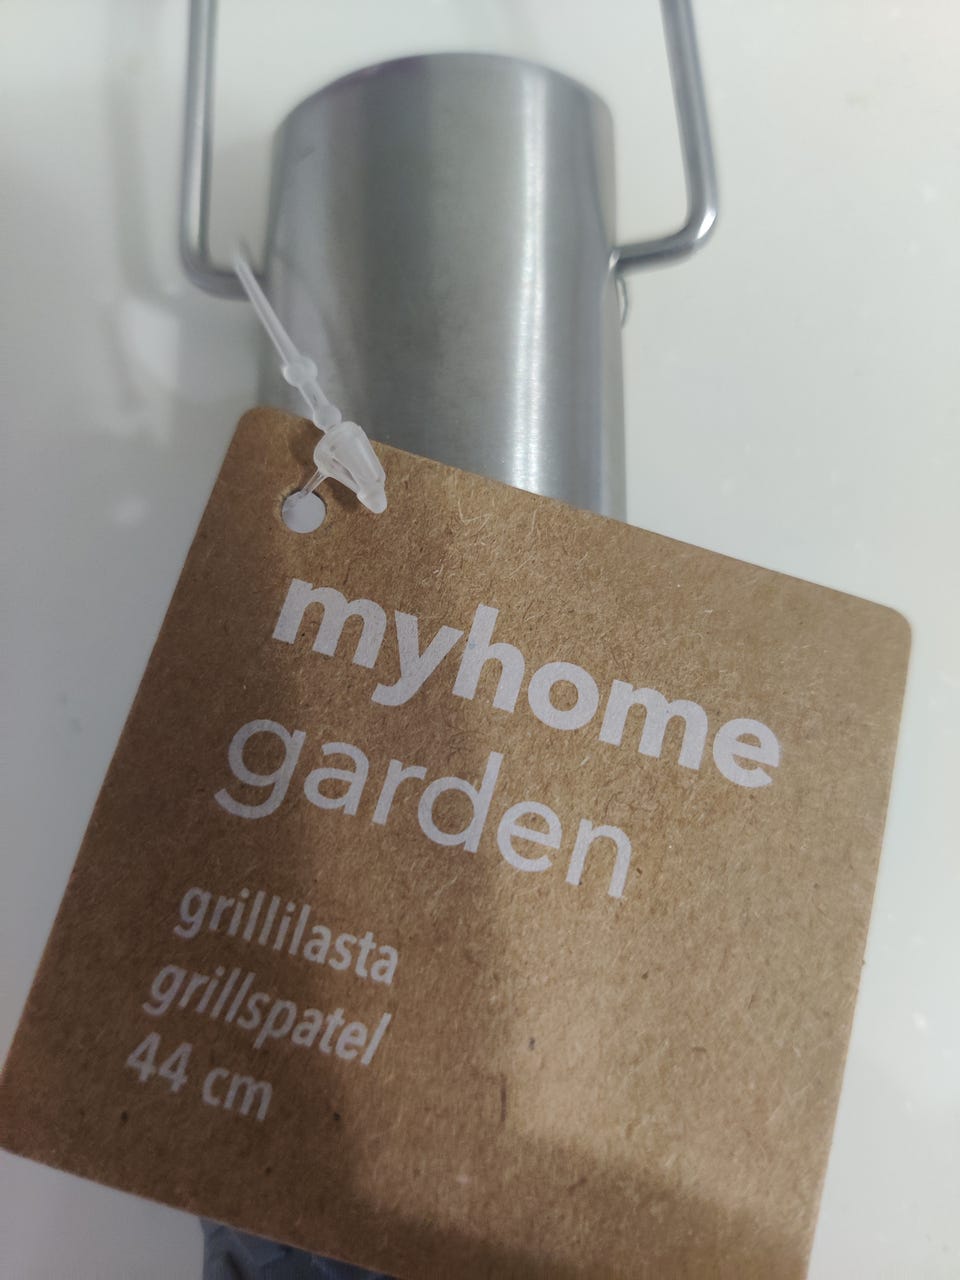 myhome
garden
grillilasta
grillspatel
44 cm